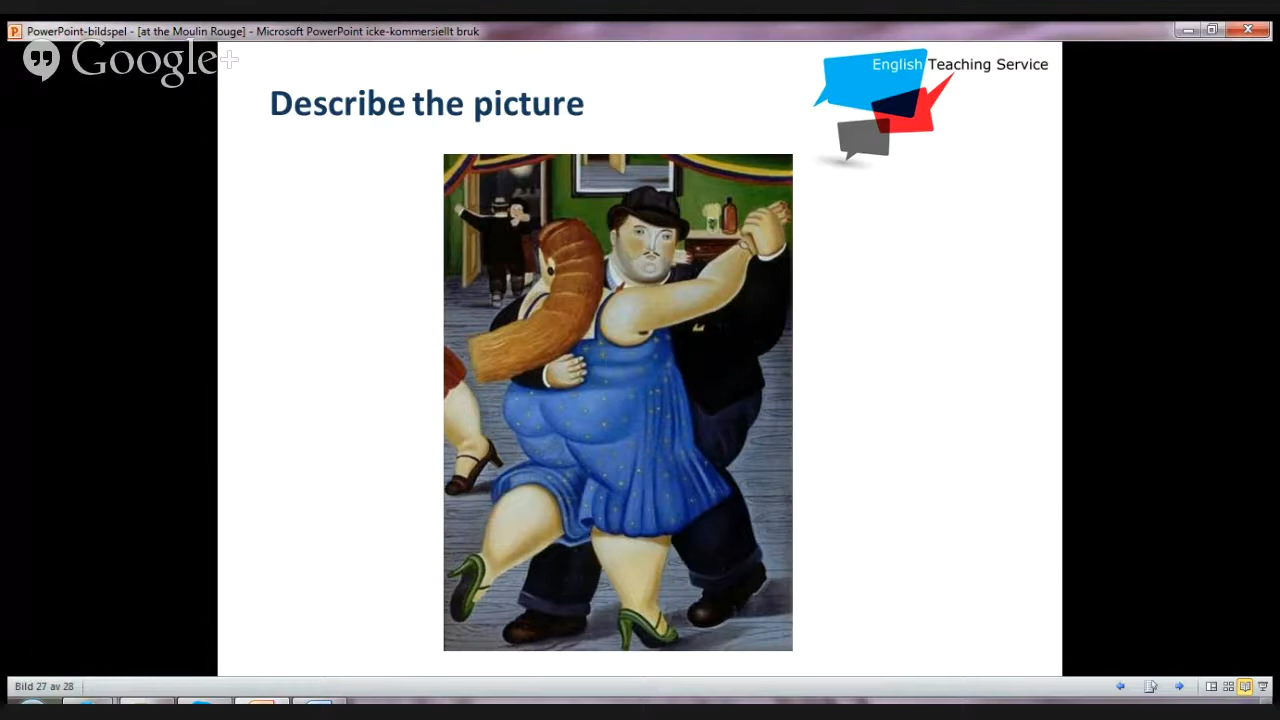 PowerPoint-bildspel - [at the Moulin Rouge] - Microsoft PowerPoint icke-kommersiellt bruk
Google+
English Teaching Service
Describe the picture
Bild 27 av 28